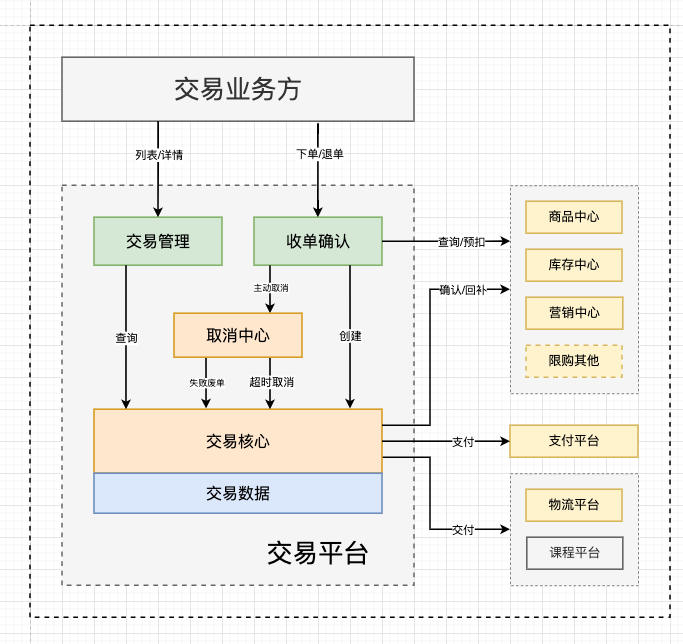 交易业务方
列表/详情
下单/退单
交易管理
收单确认
查询/预扣
商品中心
库存中心
主动取消
确认/回补
营销中心
取消中心
查询
创建
限购其他
失败废单
超时取消
交易核心
支付
支付平台
交易数据
物流平台
交付
交易平台
课程平台